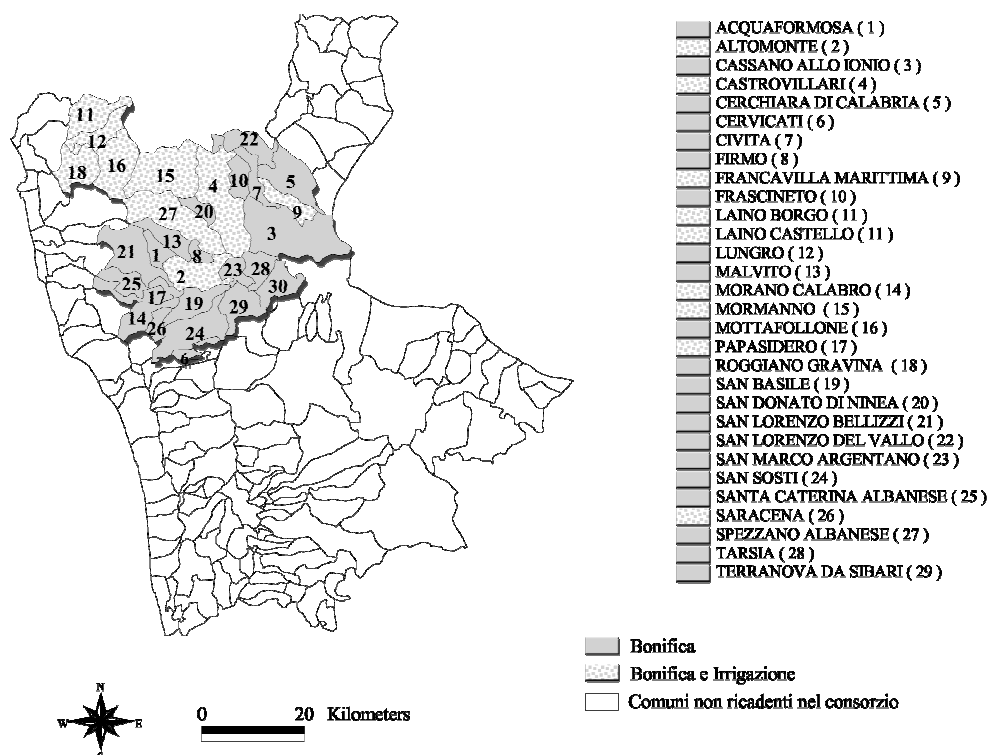 11
12
18
16
15
4
22
10
7
5
9
27
20
3
21
1
13
8
2
23
28
30
25
17
19
29
14
26
24
6
ACQUAFORMOSA ( 1 )
ALTOMONTE ( 2 )
CASSANO ALLO IONIO ( 3 )
CASTROVILLARI ( 4 )
CERCHIARA DI CALABRIA ( 5 )
CERVICATI ( 6 )
CIVITA ( 7 )
FIRMO ( 8 )
FRANCAVILLA MARITTIMA ( 9 )
FRASCINETO ( 10 )
LAINO BORGO ( 11 )
LAINO CASTELLO ( 11 )
LUNGRO ( 12 )
MALVITO ( 13 )
MORANO CALABRO ( 14 )
MORMANNO ( 15 )
MOTTAFOLLONE ( 16 )
PAPASIDERO ( 17 )
ROGGIANO GRAVINA ( 18 )
SAN BASILE ( 19 )
SAN DONATO DI NINEA ( 20 )
SAN LORENZO BELLIZZI ( 21 )
SAN LORENZO DEL VALLO ( 22 )
SAN MARCO ARGENTANO ( 23 )
SAN SOSTI ( 24 )
SANTA CATERINA ALBANESE ( 25 )
SARACENA ( 26 )
SPEZZANO ALBANESE ( 27 )
TARSIA ( 28 )
TERRANOVA DA SIBARI ( 29 )
Bonifica
Bonifica e Irrigazione
Comuni non ricadenti nel consorzio
N
W E
S
0 20 Kilometers